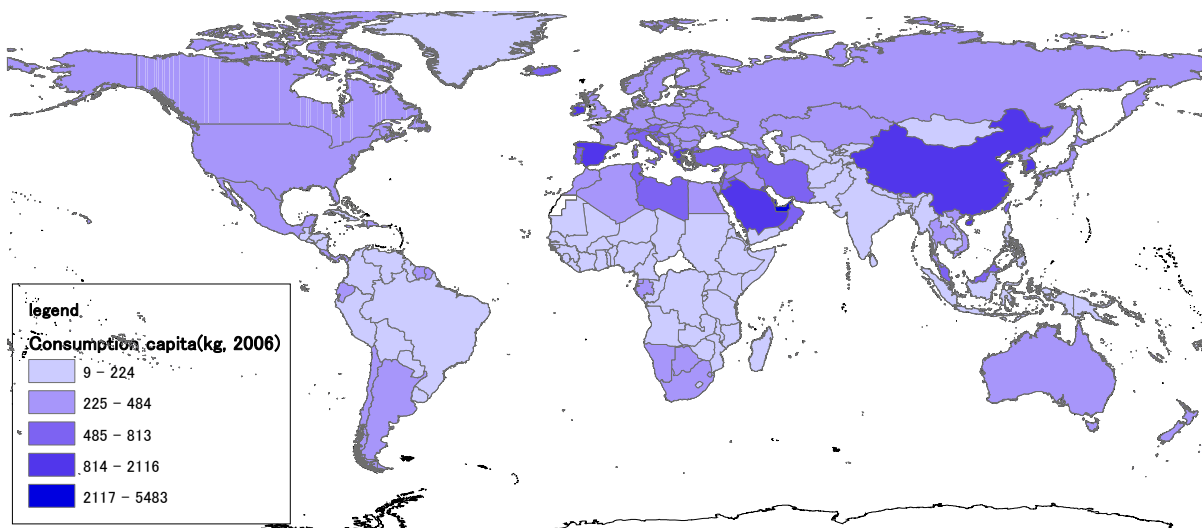 legend
Consumption capita(kg, 2006)
9 - 224
225 - 484
485 - 813
814 - 2116
2117 - 5483